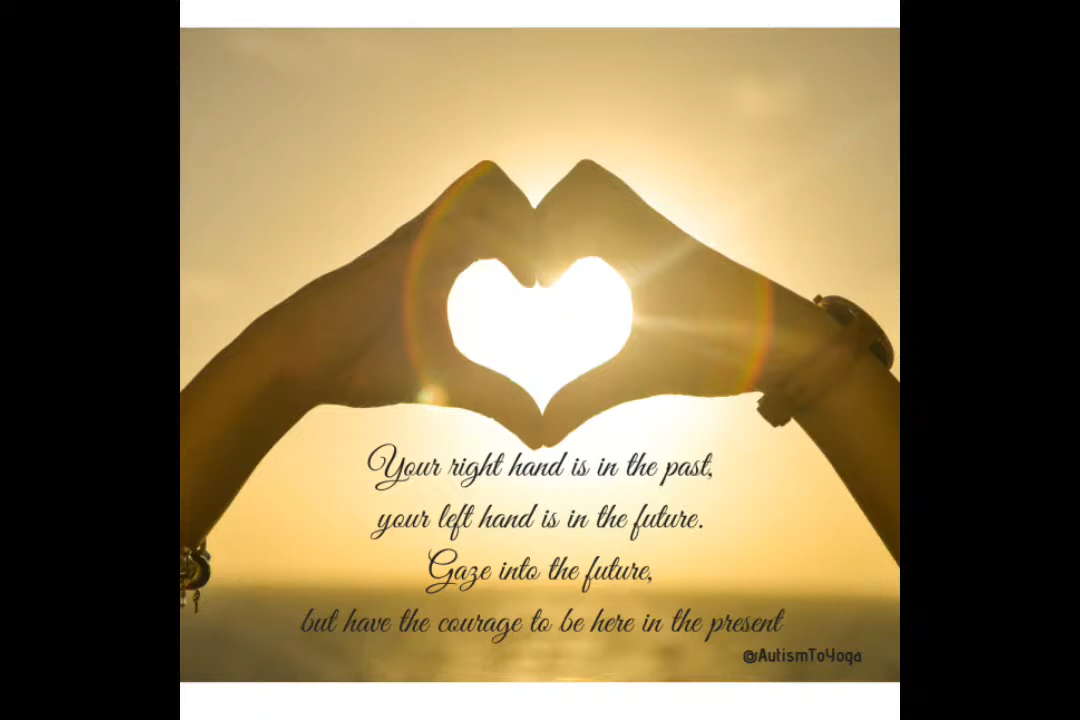 Your right hand is in the past,
your left hand is in the future.
Gaze into the future,
but have the courage to be here in the present
@AutismToYoga